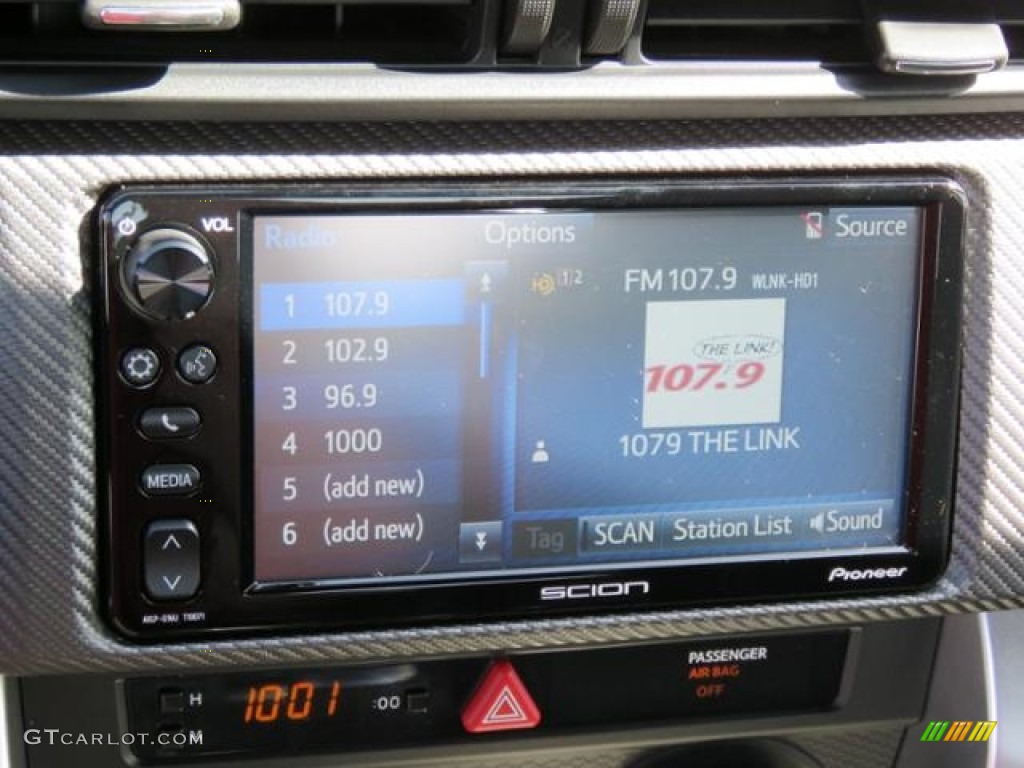 VOL
Radio
Options
Source
1 107.9
2 102.9
3 96.9
4 1000
5 (add new)
6 (add new)
HD 1 2
FM 107.9 WLNK-HD1
THE LINK!
107.9
1079 THE LINK
MEDIA
Tag
SCAN
Station List
Sound
SCION
Pioneer
PASSENGER
AIR BAG
OFF
H
10:01
:00
M
GTCARLOT.COM